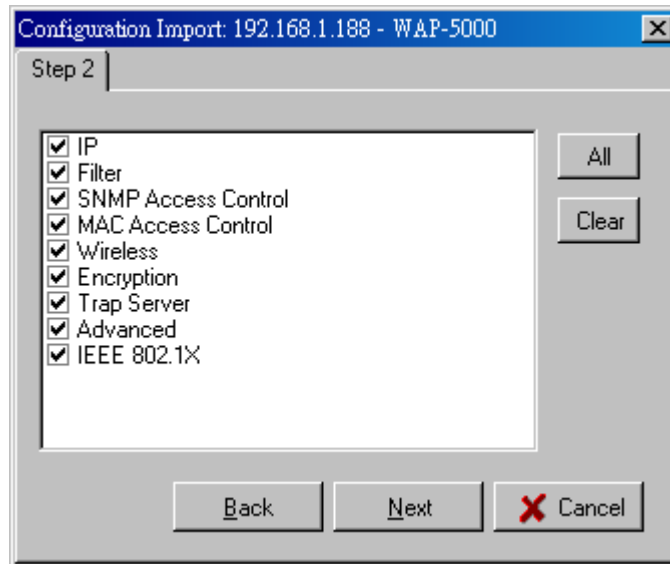 Configuration Import: 192.168.1.188 - WAP-5000
Step 2
IP
Filter
SNMP Access Control
MAC Access Control
Wireless
Encryption
Trap Server
Advanced
IEEE 802.1X
All
Clear
Back
Next
Cancel